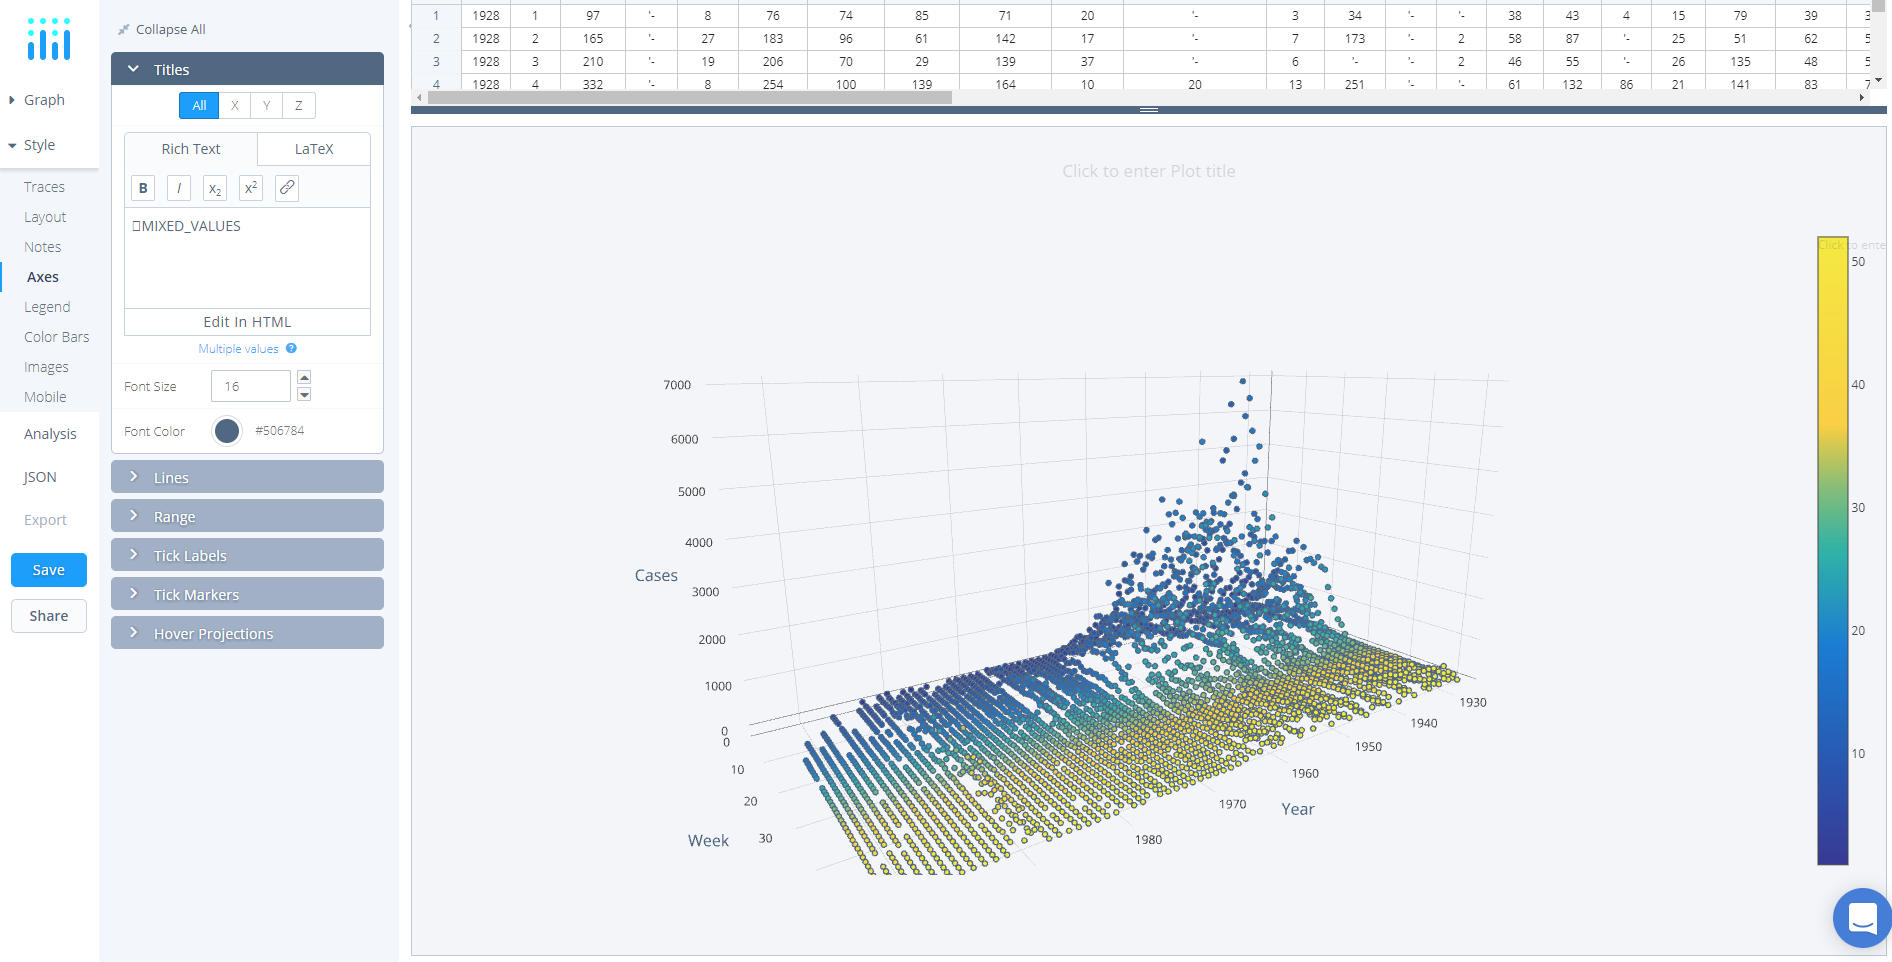 Collapse All
Graph
Style
Traces
Layout
Notes
Axes
Legend
Color Bars
Images
Mobile
Analysis
JSON
Export
Save
Share
Titles
All X Y Z
Rich Text LaTeX
B I x2 x2
MIXED_VALUES
Edit In HTML
Multiple values ?
Font Size 16
Font Color #506784
Lines
Range
Tick Labels
Tick Markers
Hover Projections
1 1928 1 97 '- 8 76 74 85 71 20 '- 3 34 '- '- 38 43 4 15 79 39
2 1928 2 165 '- 27 183 96 61 142 17 '- 7 173 '- 2 58 87 '- 25 51 62
3 1928 3 210 '- 19 206 70 29 139 37 '- 6 '- '- 2 46 55 '- 26 135 48
4 1928 4 332 '- 8 254 100 139 164 10 20 13 251 '- '- 61 132 86 21 141 83
Click to enter Plot title
Click to ente
50
40
30
20
10
7000
6000
5000
4000
3000
2000
1000
0
Cases
0
10
20
30
Week
1930
1940
1950
1960
1970
1980
Year